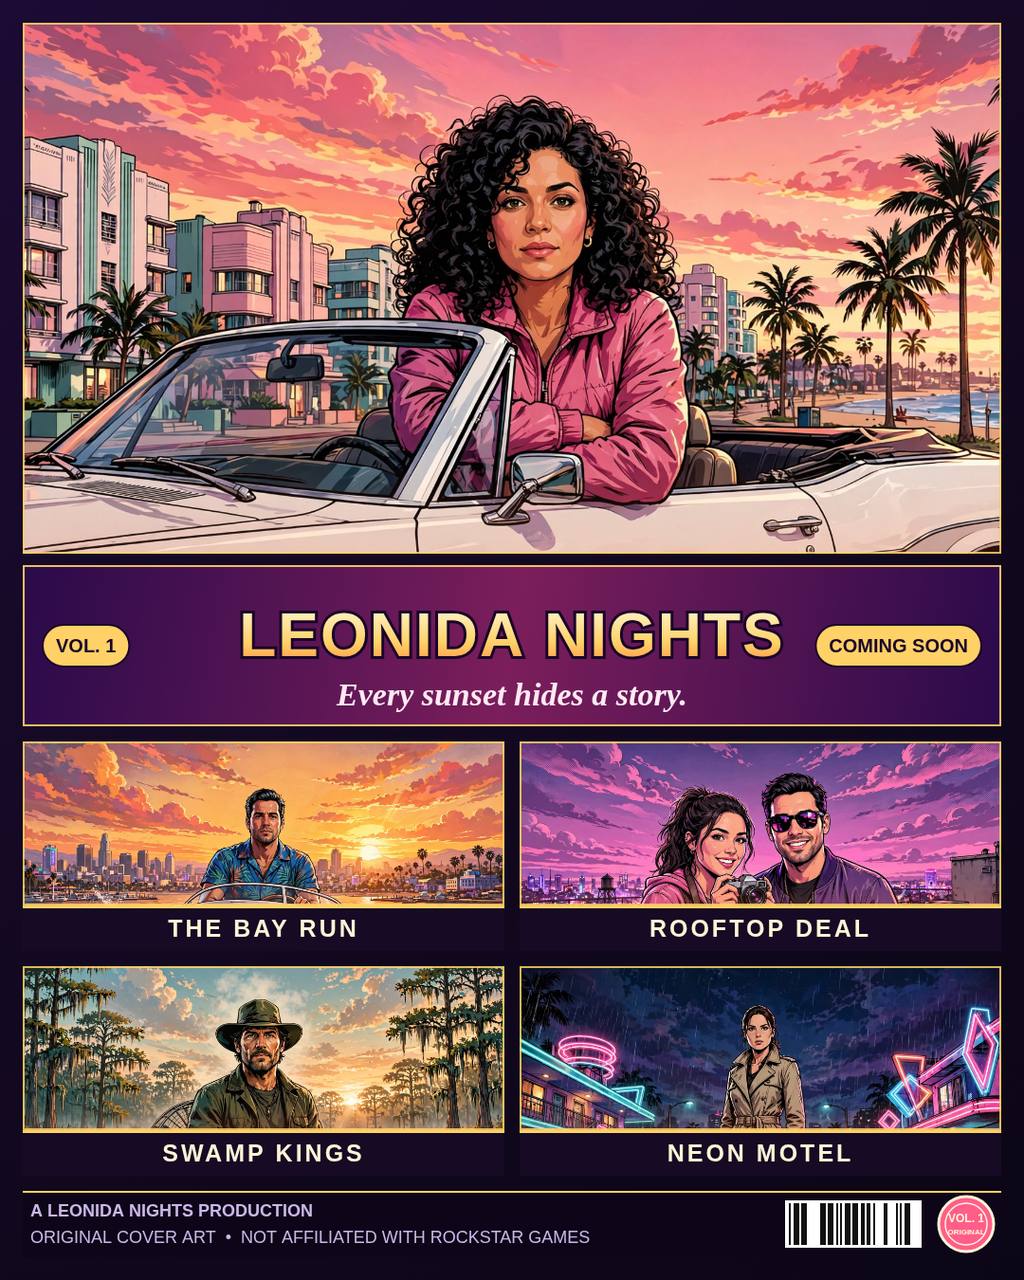 VOL. 1
LEONIDA NIGHTS
COMING SOON
Every sunset hides a story.
THE BAY RUN
ROOFTOP DEAL
SWAMP KINGS
NEON MOTEL
A LEONIDA NIGHTS PRODUCTION
ORIGINAL COVER ART • NOT AFFILIATED WITH ROCKSTAR GAMES
VOL. 1
ORIGINAL